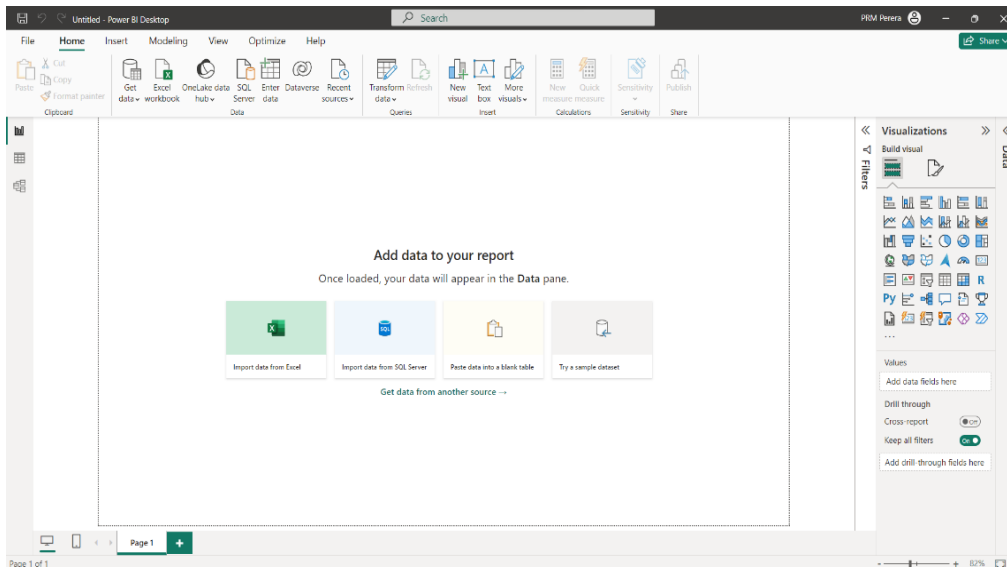 Untitled - Power BI Desktop
Search
PRM Perera
File Home Insert Modeling View Optimize Help
Share
Paste
Cut
Copy
Format painter
Clipboard
Get data
Excel workbook
OneLake data hub
SQL Server
Enter data
Dataverse
Recent sources
Data
Transform data
Refresh
Queries
New visual
Text box
More visuals
Insert
New measure
Quick measure
Calculations
Sensitivity
Sensitivity
Publish
Share
Filters
Visualizations
Data
Build visual
Add data to your report
Once loaded, your data will appear in the Data pane.
Import data from Excel
Import data from SQL Server
Paste data into a blank table
Try a sample dataset
Get data from another source →
R
Py
...
Values
Add data fields here
Drill through
Cross-report
Off
Keep all filters
On
Add drill-through fields here
Page 1
+
Page 1 of 1
- + 82%